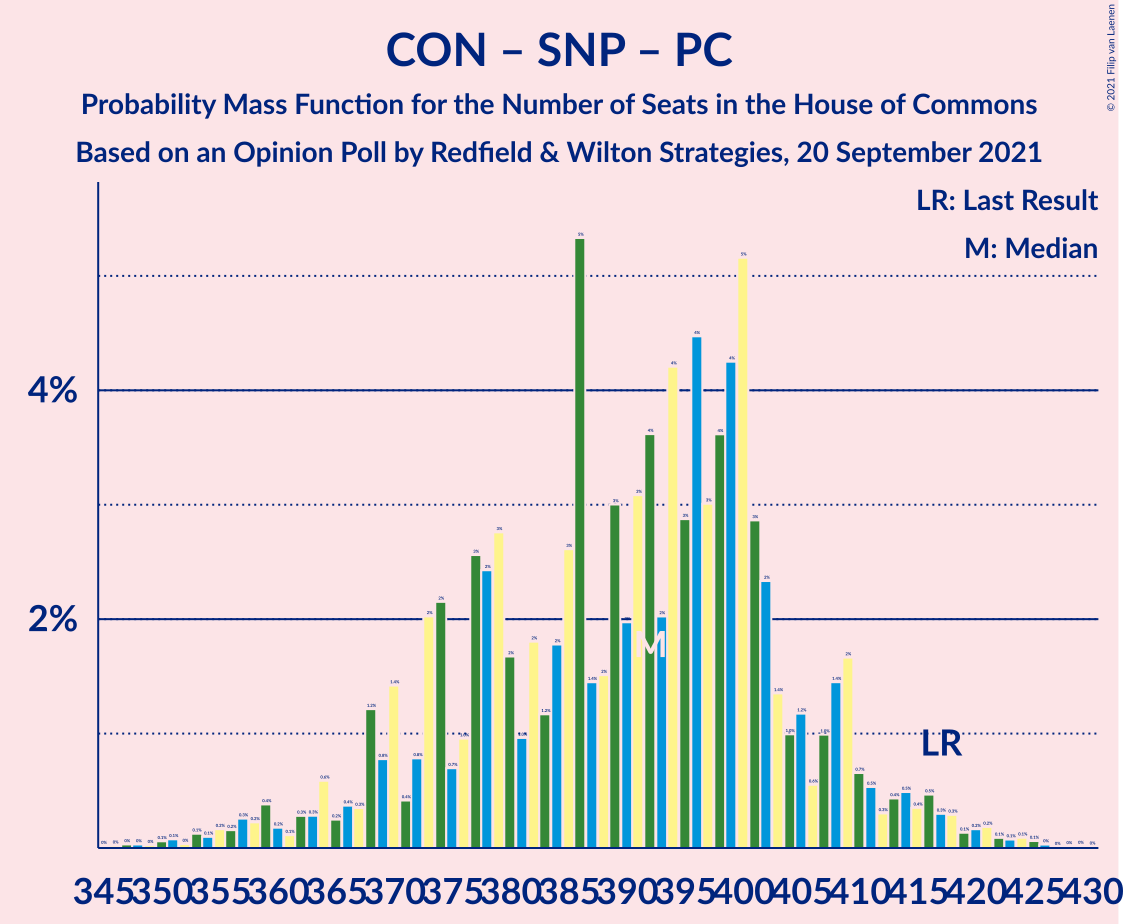 CON – SNP – PC
Probability Mass Function for the Number of Seats in the House of Commons
Based on an Opinion Poll by Redfield & Wilton Strategies, 20 September 2021
© 2021 Filip van Laenen
LR: Last Result
M: Median
4%
2%
M
LR
345 350 355 360 365 370 375 380 385 390 395 400 405 410 415 420 425 430